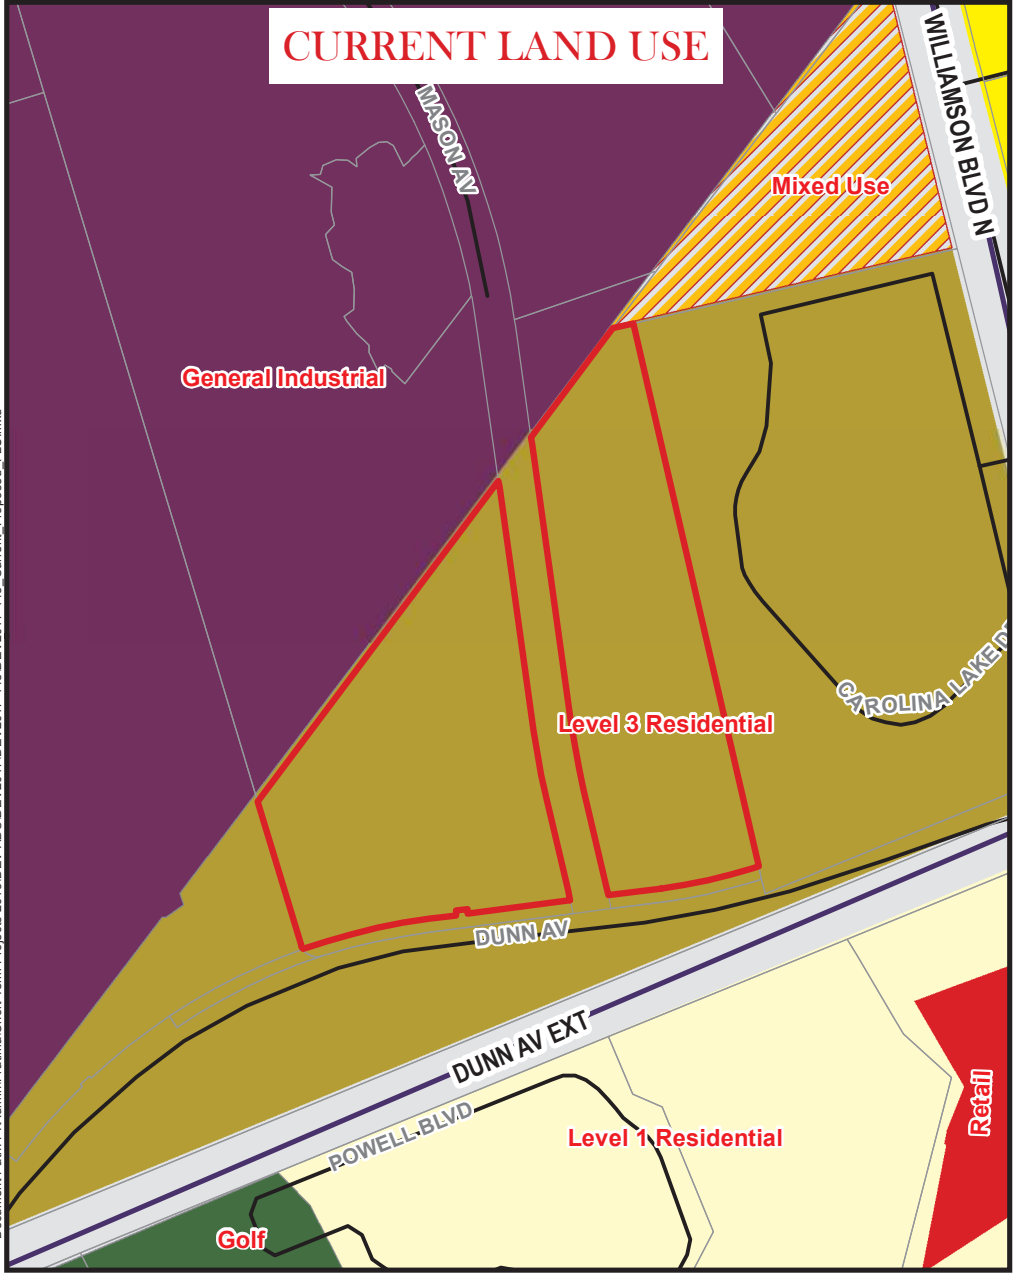 CURRENT LAND USE
WILLIAMSON BLVD N
MASON AV
Mixed Use
General Industrial
CAROLINA LAKE D
Level 3 Residential
DUNN AV
DUNN AV EXT
Retail
POWELL BLVD
Level 1 Residential
Golf